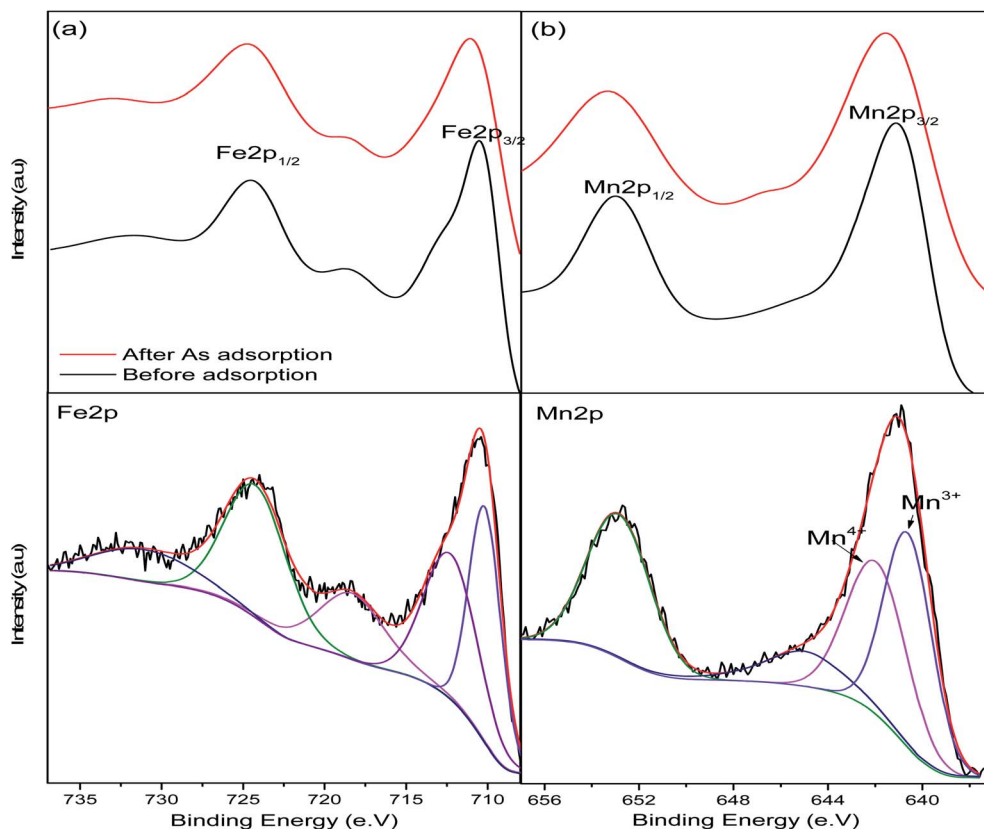 (a)
Fe2p1/2
Fe2p3/2
After As adsorption
Before adsorption
Intensity (au)
(b)
Mn2p1/2
Mn2p3/2
Fe2p
Intensity (au)
735 730 725 720 715 710
Binding Energy (e.V)
Mn2p
Mn4+
Mn3+
656 652 648 644 640
Binding Energy (e.V)